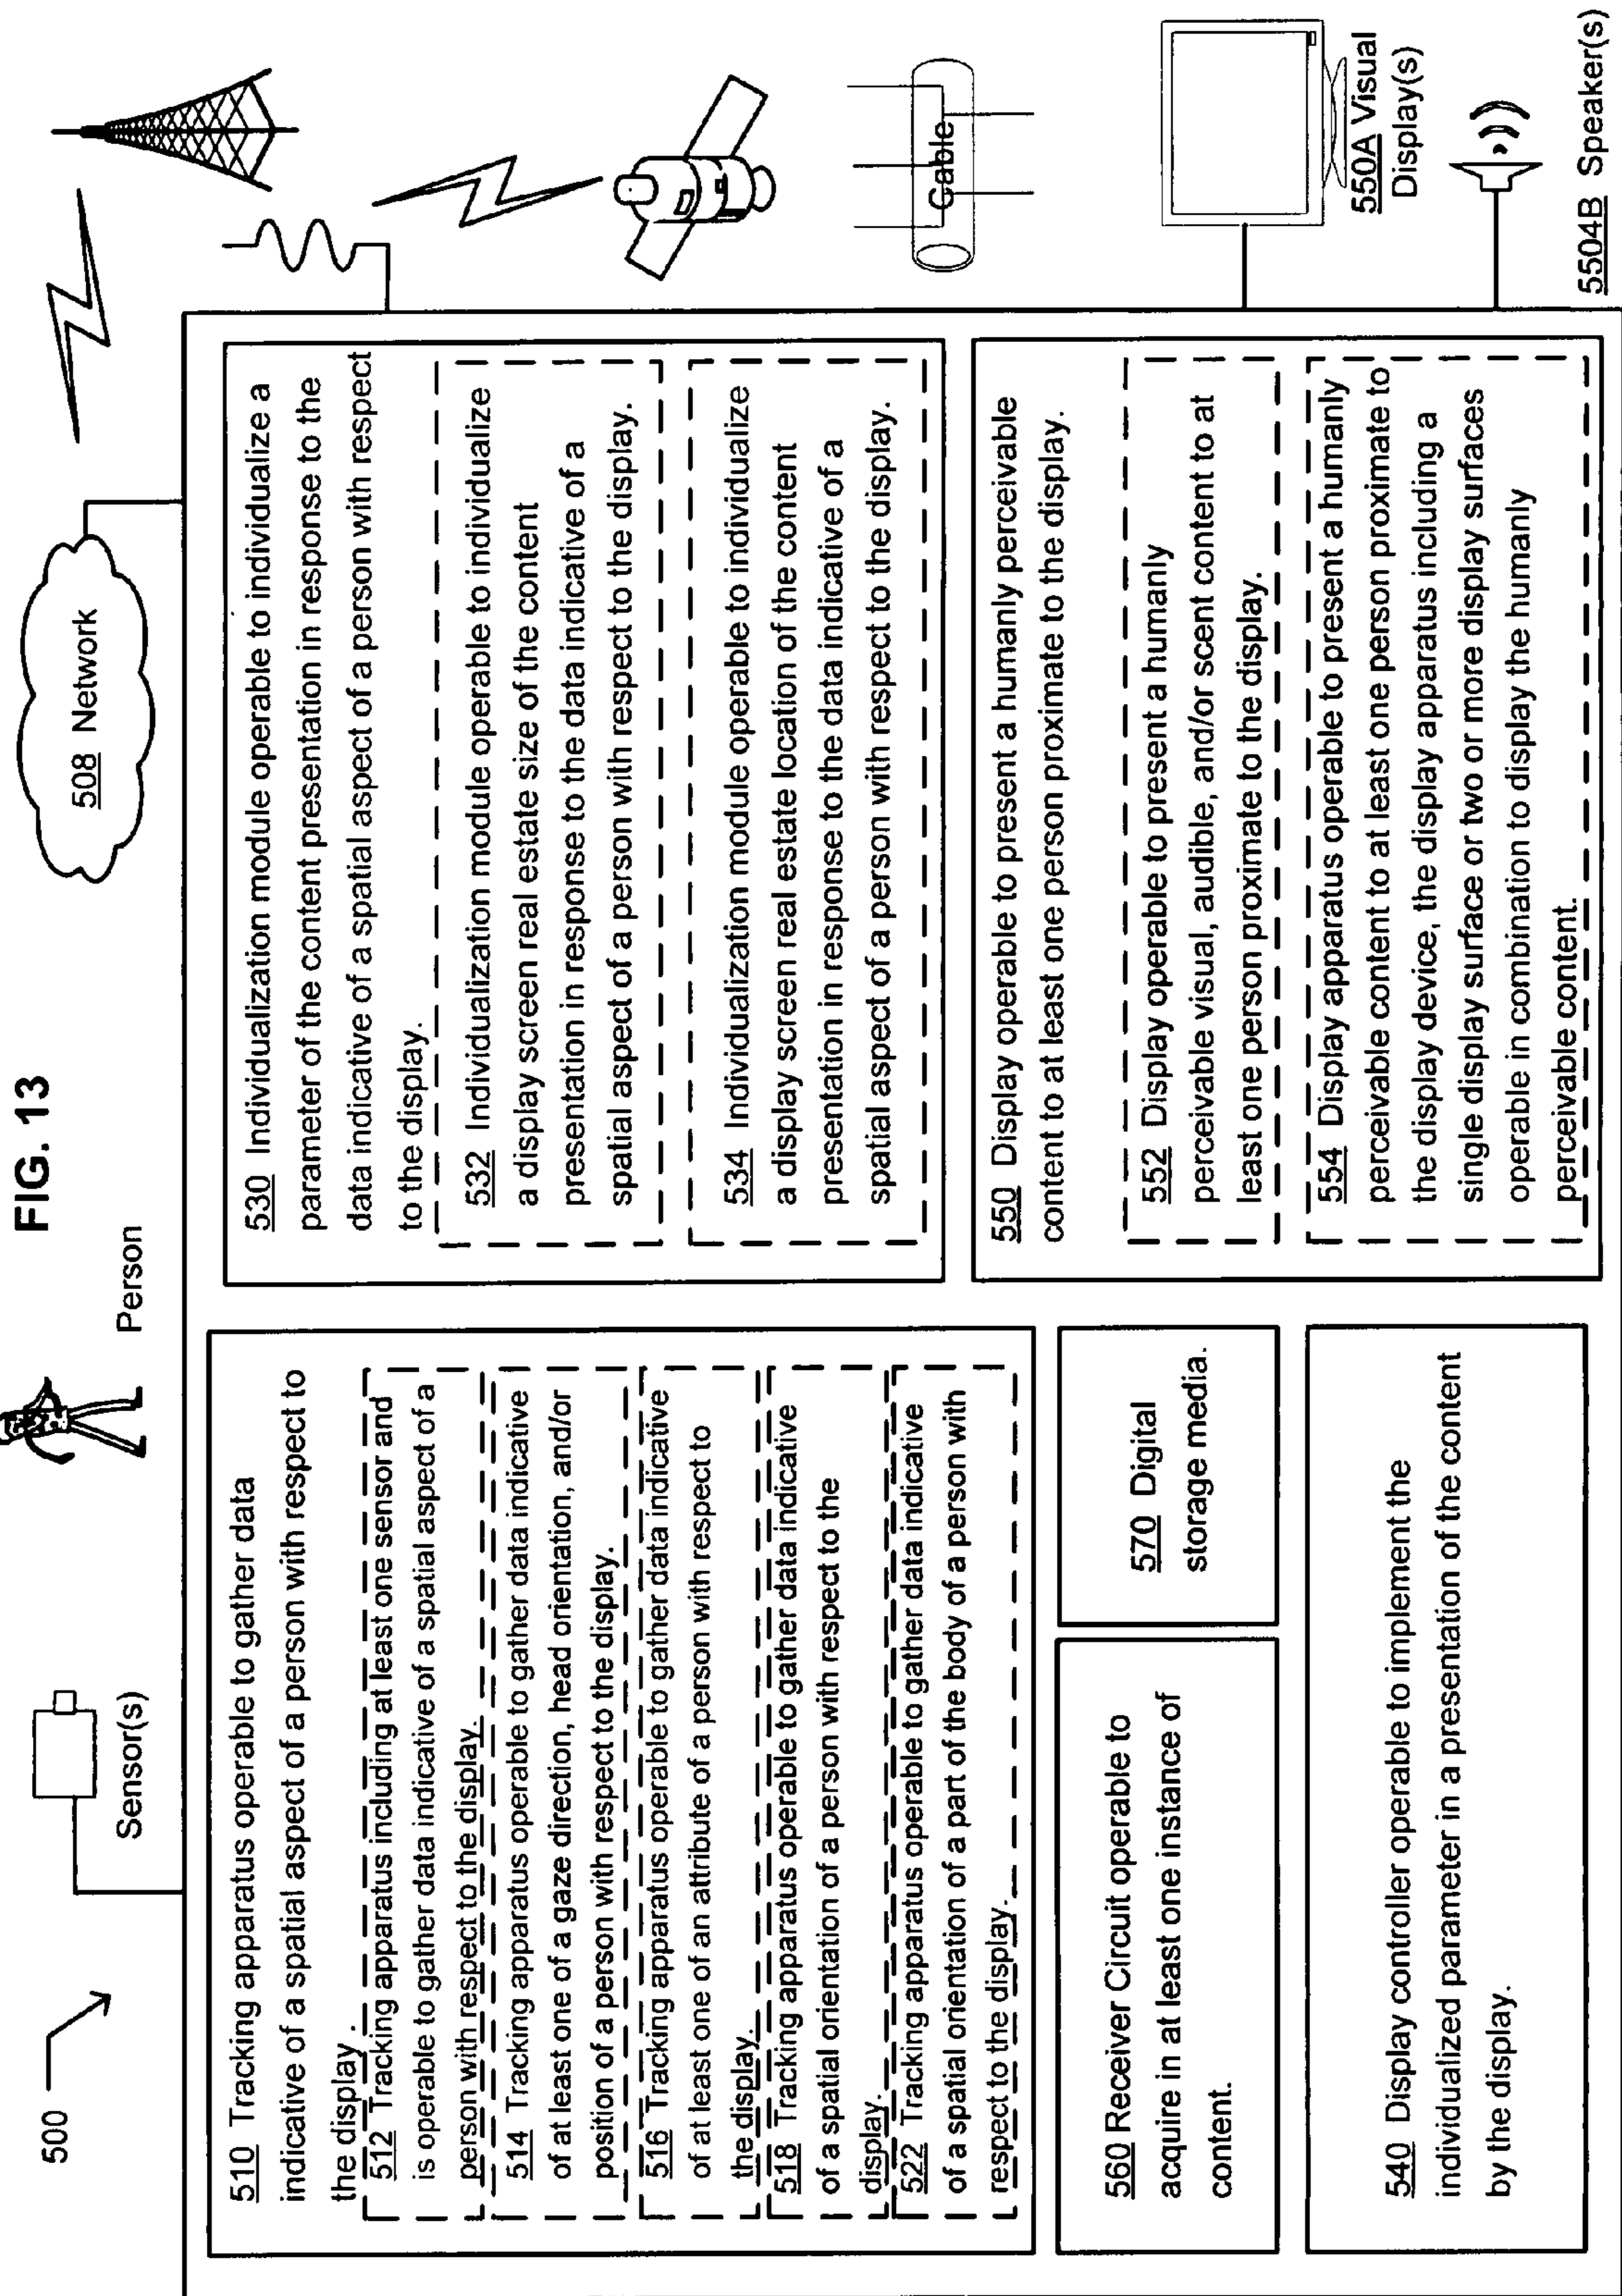 FIG. 13
500
Sensor(s)
Person
508 Network
510 Tracking apparatus operable to gather data
indicative of a spatial aspect of a person with respect to
the display.
512 Tracking apparatus including at least one sensor and
is operable to gather data indicative of a spatial aspect of a
person with respect to the display.
514 Tracking apparatus operable to gather data indicative
of at least one of a gaze direction, head orientation, and/or
position of a person with respect to the display.
516 Tracking apparatus operable to gather data indicative
of at least one of an attribute of a person with respect to
the display.
518 Tracking apparatus operable to gather data indicative
of a spatial orientation of a person with respect to the
display.
522 Tracking apparatus operable to gather data indicative
of a spatial orientation of a part of the body of a person with
respect to the display.
560 Receiver Circuit operable to
acquire in at least one instance of
content.
570 Digital
storage media.
540 Display controller operable to implement the
individualized parameter in a presentation of the content
by the display.
530 Individualization module operable to individualize a
parameter of the content presentation in response to the
data indicative of a spatial aspect of a person with respect
to the display.
532 Individualization module operable to individualize
a display screen real estate size of the content
presentation in response to the data indicative of a
spatial aspect of a person with respect to the display.
534 Individualization module operable to individualize
a display screen real estate location of the content
presentation in response to the data indicative of a
spatial aspect of a person with respect to the display.
550 Display operable to present a humanly perceivable
content to at least one person proximate to the display.
552 Display operable to present a humanly
perceivable visual, audible, and/or scent content to at
least one person proximate to the display.
554 Display apparatus operable to present a humanly
perceivable content to at least one person proximate to
the display device, the display apparatus including a
single display surface or two or more display surfaces
operable in combination to display the humanly
perceivable content.
Cable
550A Visual
Display(s)
5504B Speaker(s)